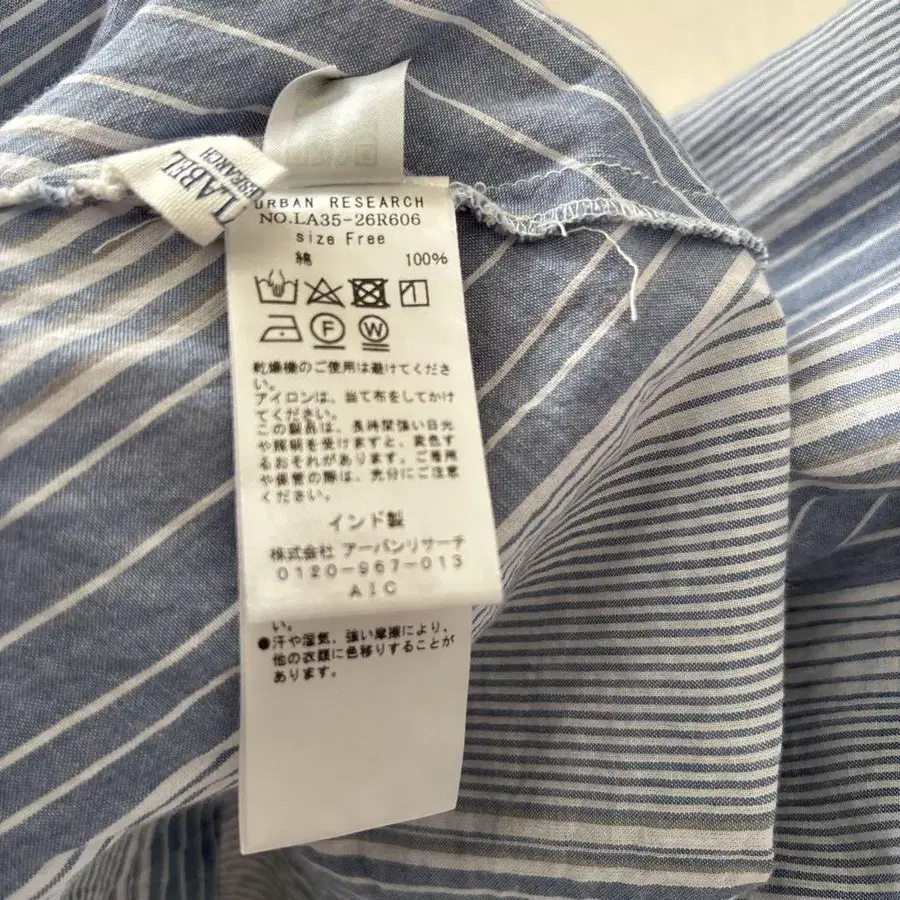 LABEL
RESEARCH
URBAN RESEARCH
NO.LA35-26R606
size Free
綿 100%
F W
乾燥機のご使用は避けてくださ
い。
アイロンは、当て布をしてかけ
てください。
この製品は、長時間強い日光
や照明を受けますと、変色す
るおそれがあります。ご着用
や保管の際は、充分にご注意
ください。
インド製
株式会社 アーバンリサーチ
0120-967-013
AIC
い。
●汗や湿気、強い摩擦により、
他の衣類に色移りすることが
あります。